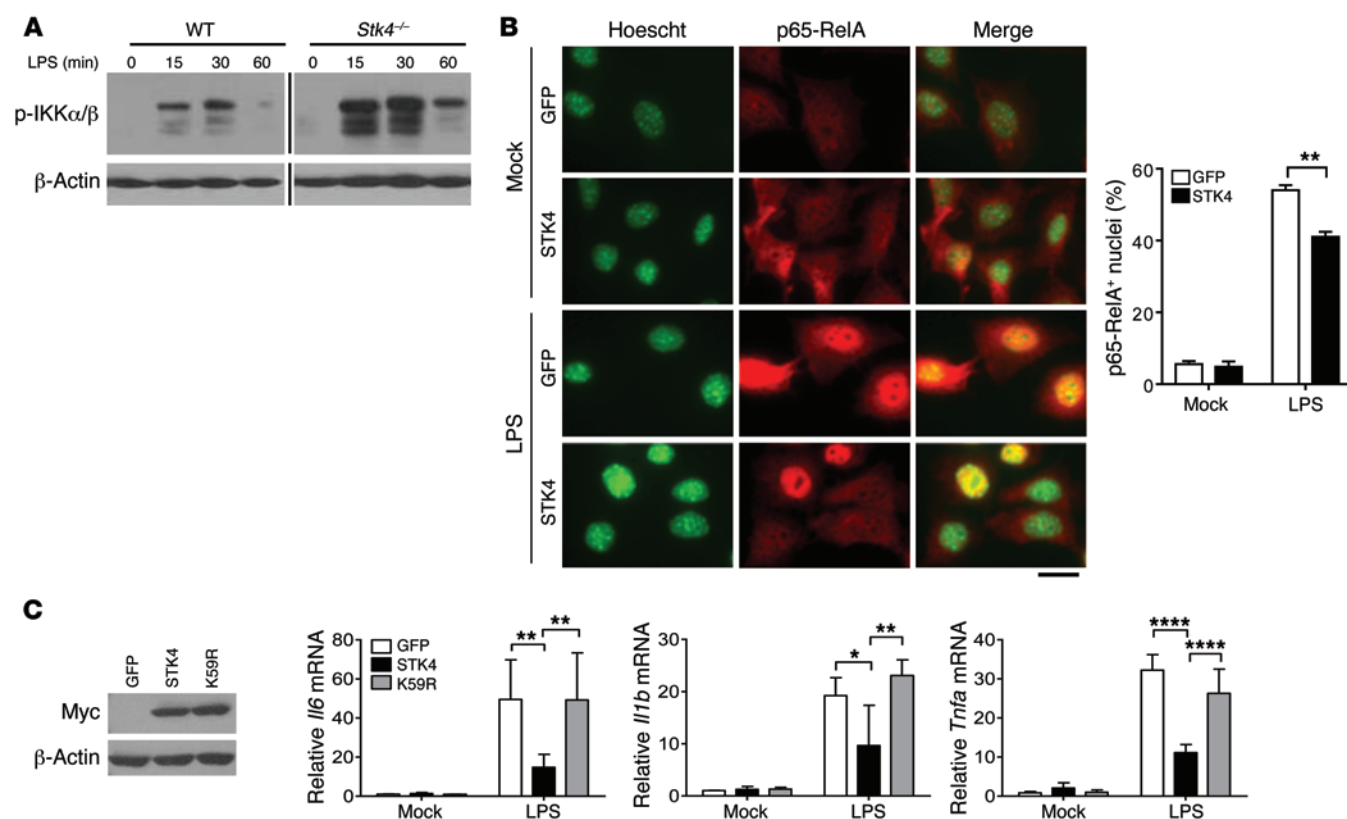 A
WT
Stk4–/–
LPS (min)
0 15 30 60 0 15 30 60
p-IKKα/β
β-Actin
B
Hoescht
p65-RelA
Merge
Mock
GFP
STK4
LPS
GFP
STK4
p65-RelA+ nuclei (%)
60
40
20
0
GFP
STK4
**
Mock
LPS
C
GFP
STK4
K59R
Myc
β-Actin
Relative Il6 mRNA
80
60
40
20
0
GFP
STK4
K59R
**
**
Mock
LPS
Relative Il1b mRNA
30
20
10
0
*
**
Mock
LPS
Relative Tnfa mRNA
40
30
20
10
0
****
****
Mock
LPS